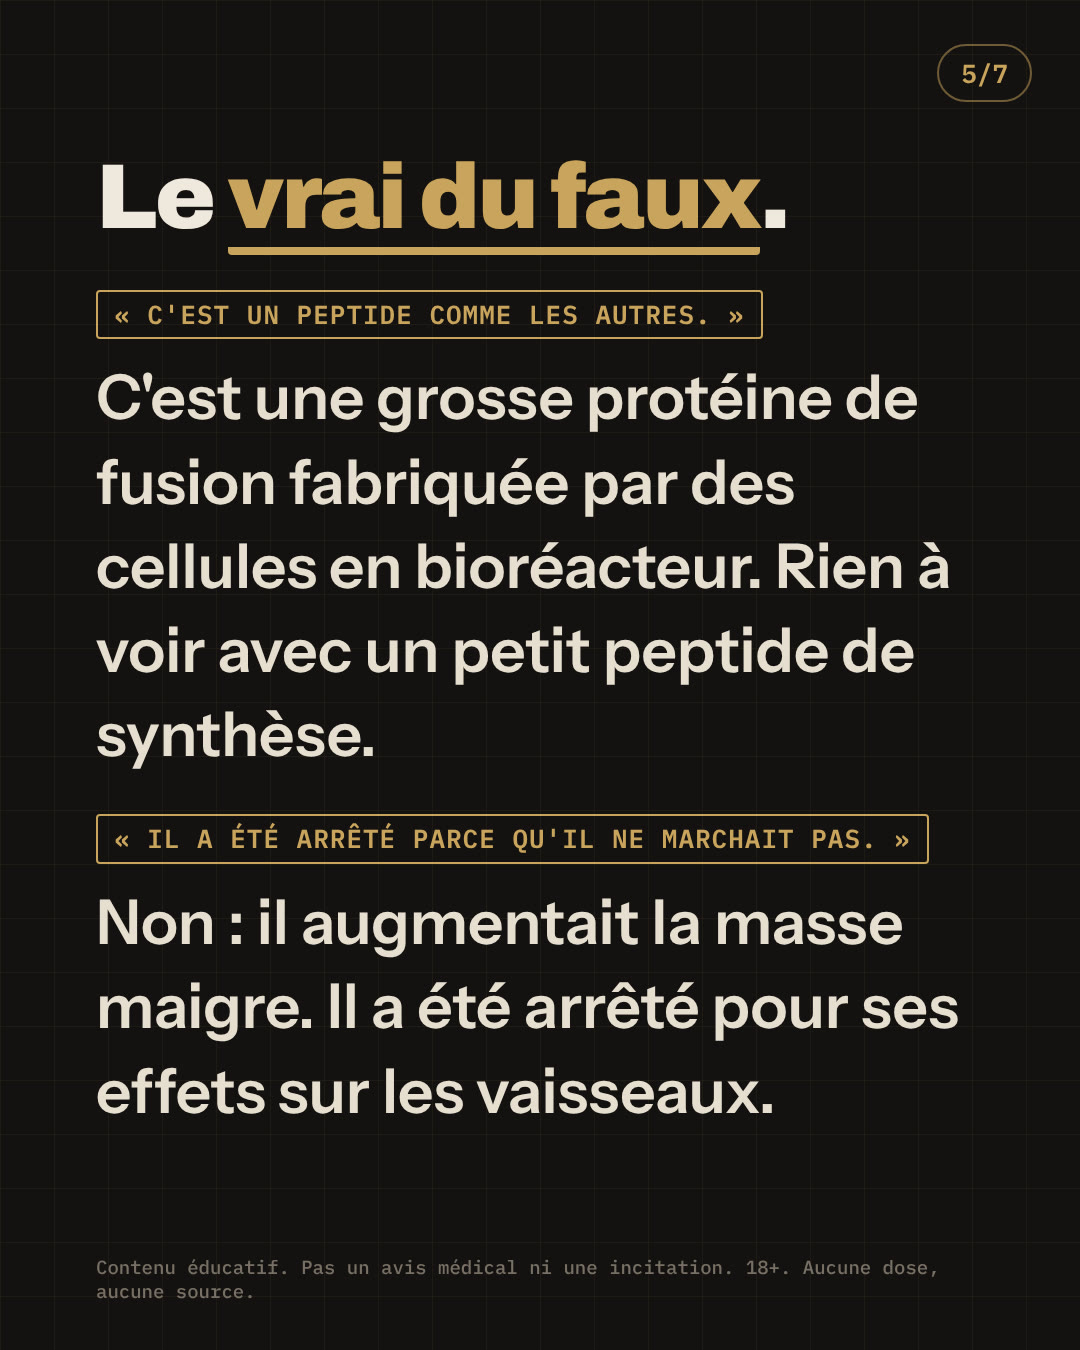 5/7
Le vrai du faux.
« C'EST UN PEPTIDE COMME LES AUTRES. »
C'est une grosse protéine de
fusion fabriquée par des
cellules en bioréacteur. Rien à
voir avec un petit peptide de
synthèse.
« IL A ÉTÉ ARRÊTÉ PARCE QU'IL NE MARCHAIT PAS. »
Non : il augmentait la masse
maigre. Il a été arrêté pour ses
effets sur les vaisseaux.
Contenu éducatif. Pas un avis médical ni une incitation. 18+. Aucune dose,
aucune source.